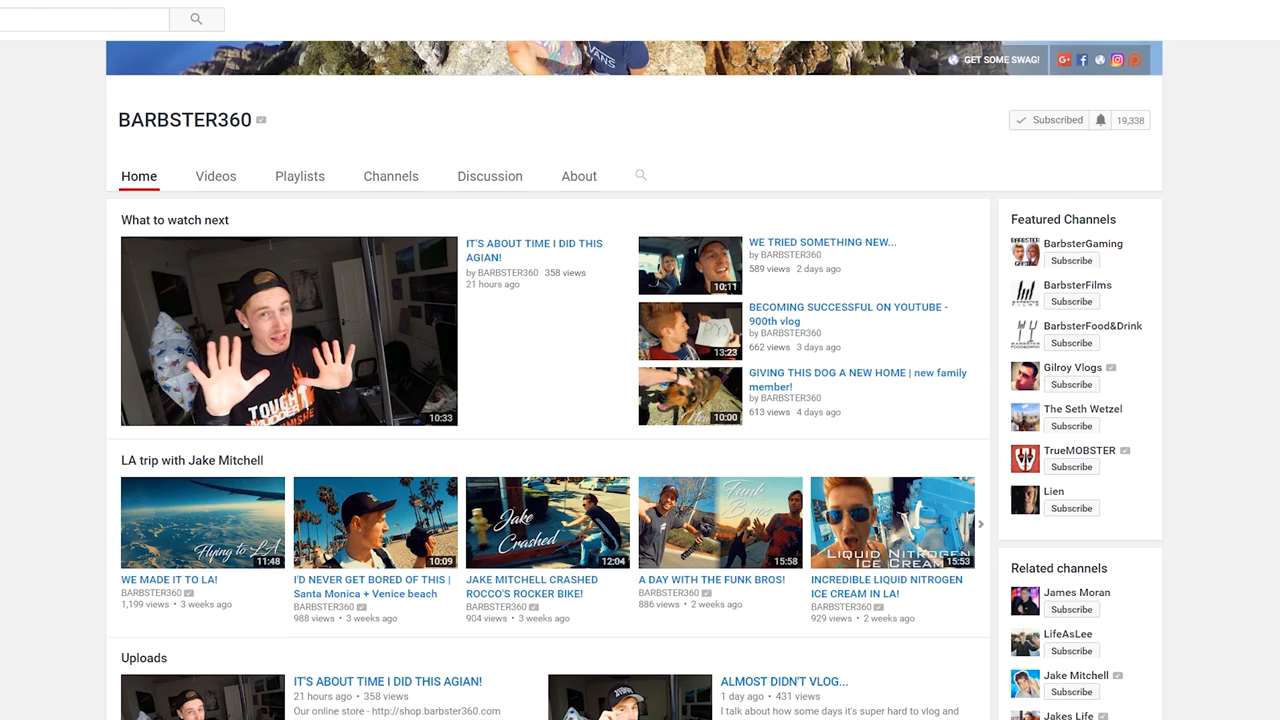 VANS
GET SOME SWAG!
BARBSTER360
Subscribed
19,338
Home
Videos
Playlists
Channels
Discussion
About
What to watch next
10:33
IT'S ABOUT TIME I DID THIS
AGIAN!
by BARBSTER360 358 views
21 hours ago
10:11
WE TRIED SOMETHING NEW...
by BARBSTER360
589 views 2 days ago
13:23
BECOMING SUCCESSFUL ON YOUTUBE -
900th vlog
by BARBSTER360
662 views 3 days ago
10:00
GIVING THIS DOG A NEW HOME | new family
member!
by BARBSTER360
613 views 4 days ago
LA trip with Jake Mitchell
Flying to LA
11:48
WE MADE IT TO LA!
BARBSTER360
1,199 views • 3 weeks ago
10:09
I'D NEVER GET BORED OF THIS |
Santa Monica + Venice beach
BARBSTER360
988 views • 3 weeks ago
Jake
Crashed
12:04
JAKE MITCHELL CRASHED
ROCCO'S ROCKER BIKE!
BARBSTER360
904 views • 3 weeks ago
Funk
Bros
15:58
A DAY WITH THE FUNK BROS!
BARBSTER360
886 views • 2 weeks ago
LIQUID NITROGEN
ICE CREAM
15:53
INCREDIBLE LIQUID NITROGEN
ICE CREAM IN LA!
BARBSTER360
929 views • 2 weeks ago
Uploads
IT'S ABOUT TIME I DID THIS AGIAN!
21 hours ago • 358 views
Our online store - http://shop.barbster360.com
ALMOST DIDN'T VLOG...
1 day ago • 431 views
I talk about how some days it's super hard to vlog and
Featured Channels
BarbsterGaming
Subscribe
BarbsterFilms
Subscribe
BarbsterFood&Drink
Subscribe
Gilroy Vlogs
Subscribe
The Seth Wetzel
Subscribe
TrueMOBSTER
Subscribe
Lien
Subscribe
Related channels
James Moran
Subscribe
LifeAsLee
Subscribe
Jake Mitchell
Subscribe
Jakes Life